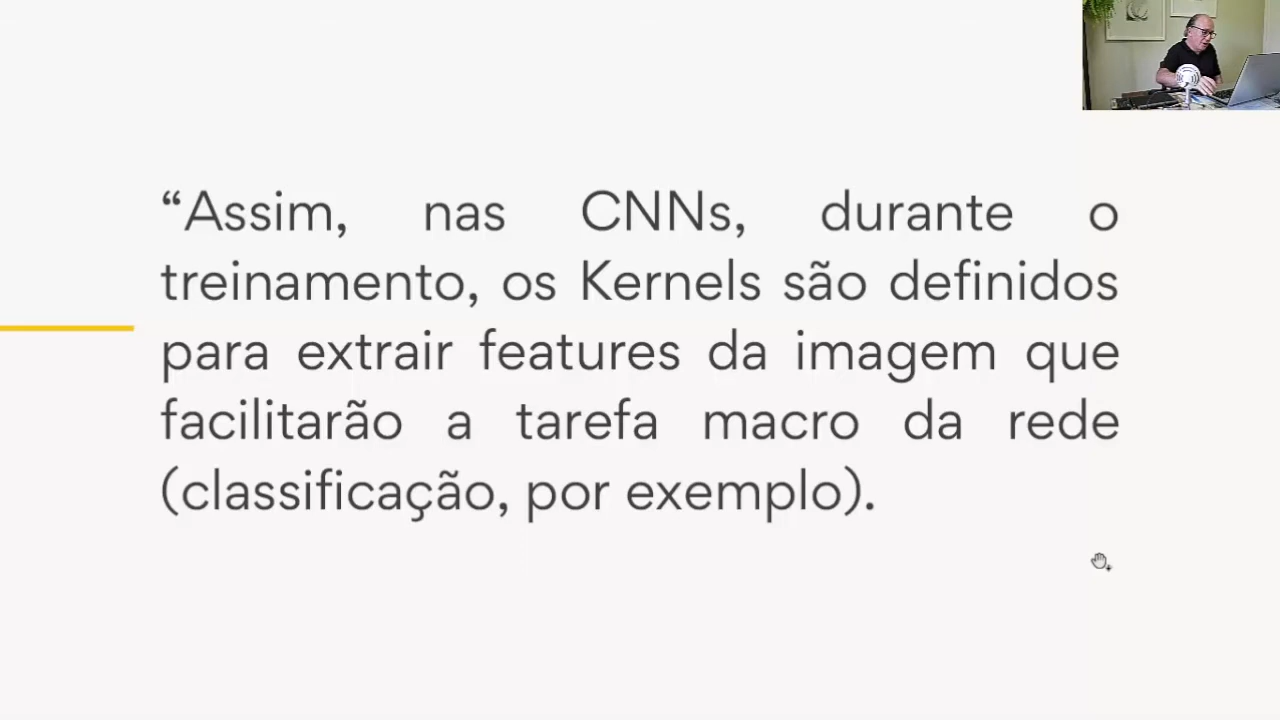 “Assim, nas CNNs, durante o
treinamento, os Kernels são definidos
para extrair features da imagem que
facilitarão a tarefa macro da rede
(classificação, por exemplo).